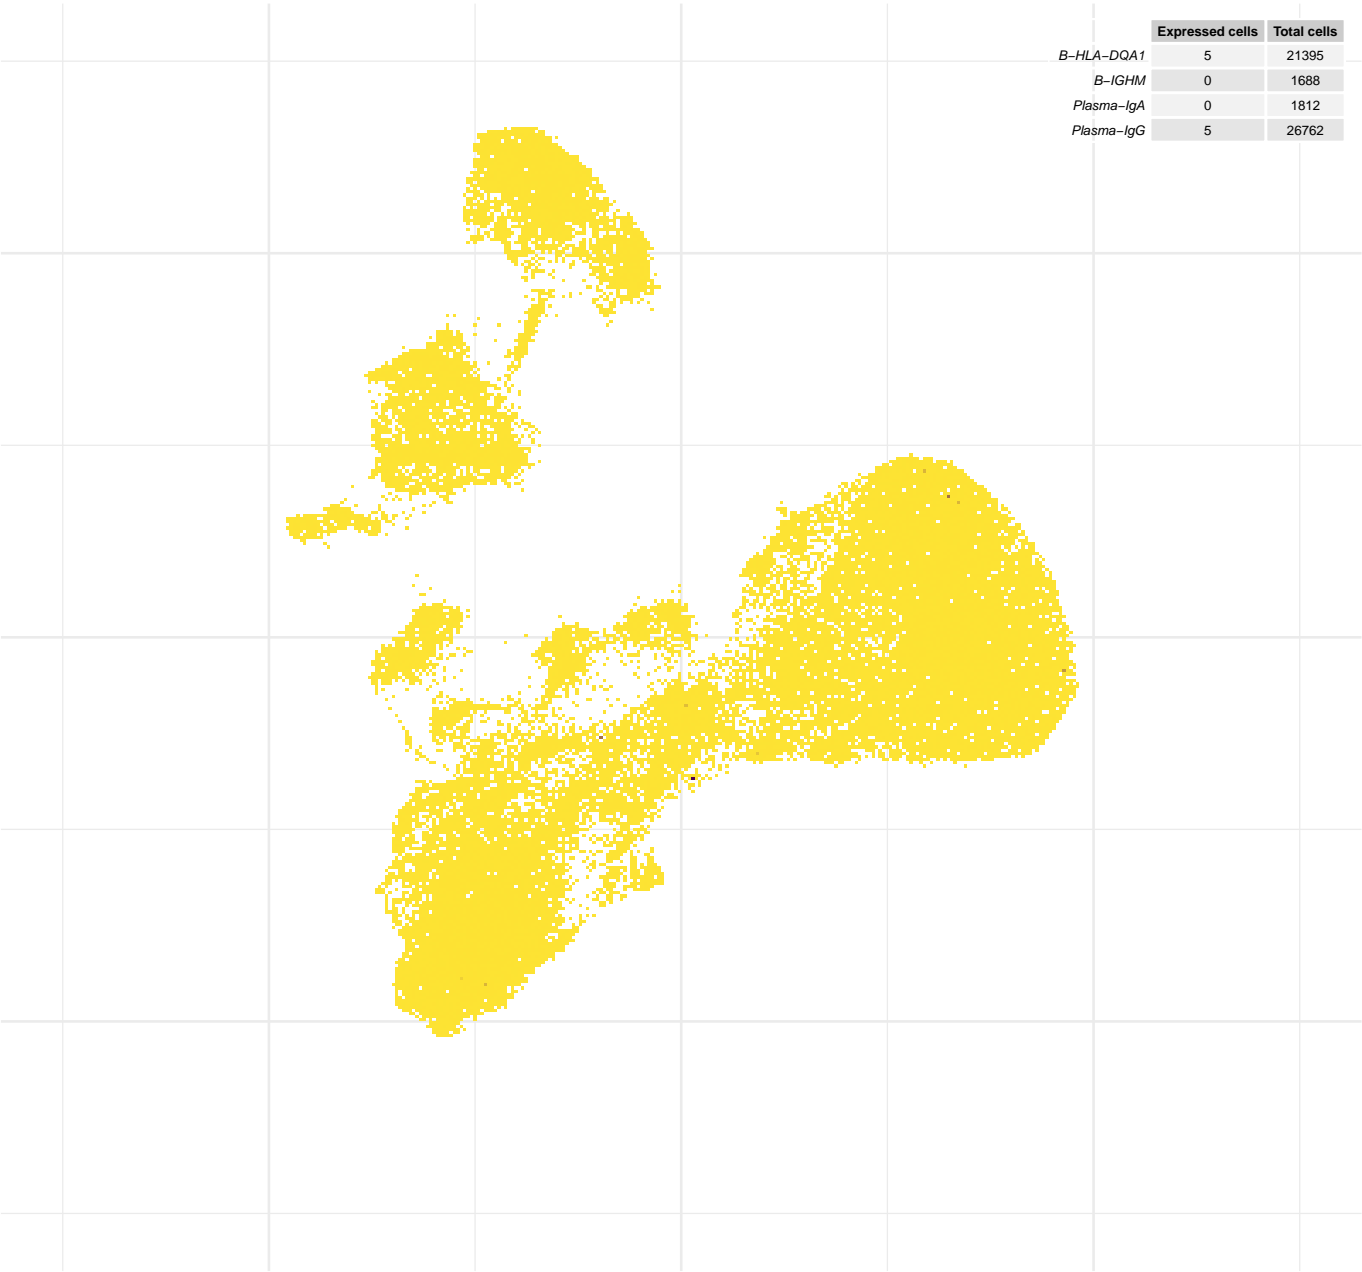 Expressed cells Total cells
B−HLA−DQA1 5 21395
B−IGHM 0 1688
Plasma−IgA 0 1812
Plasma−IgG 5 26762